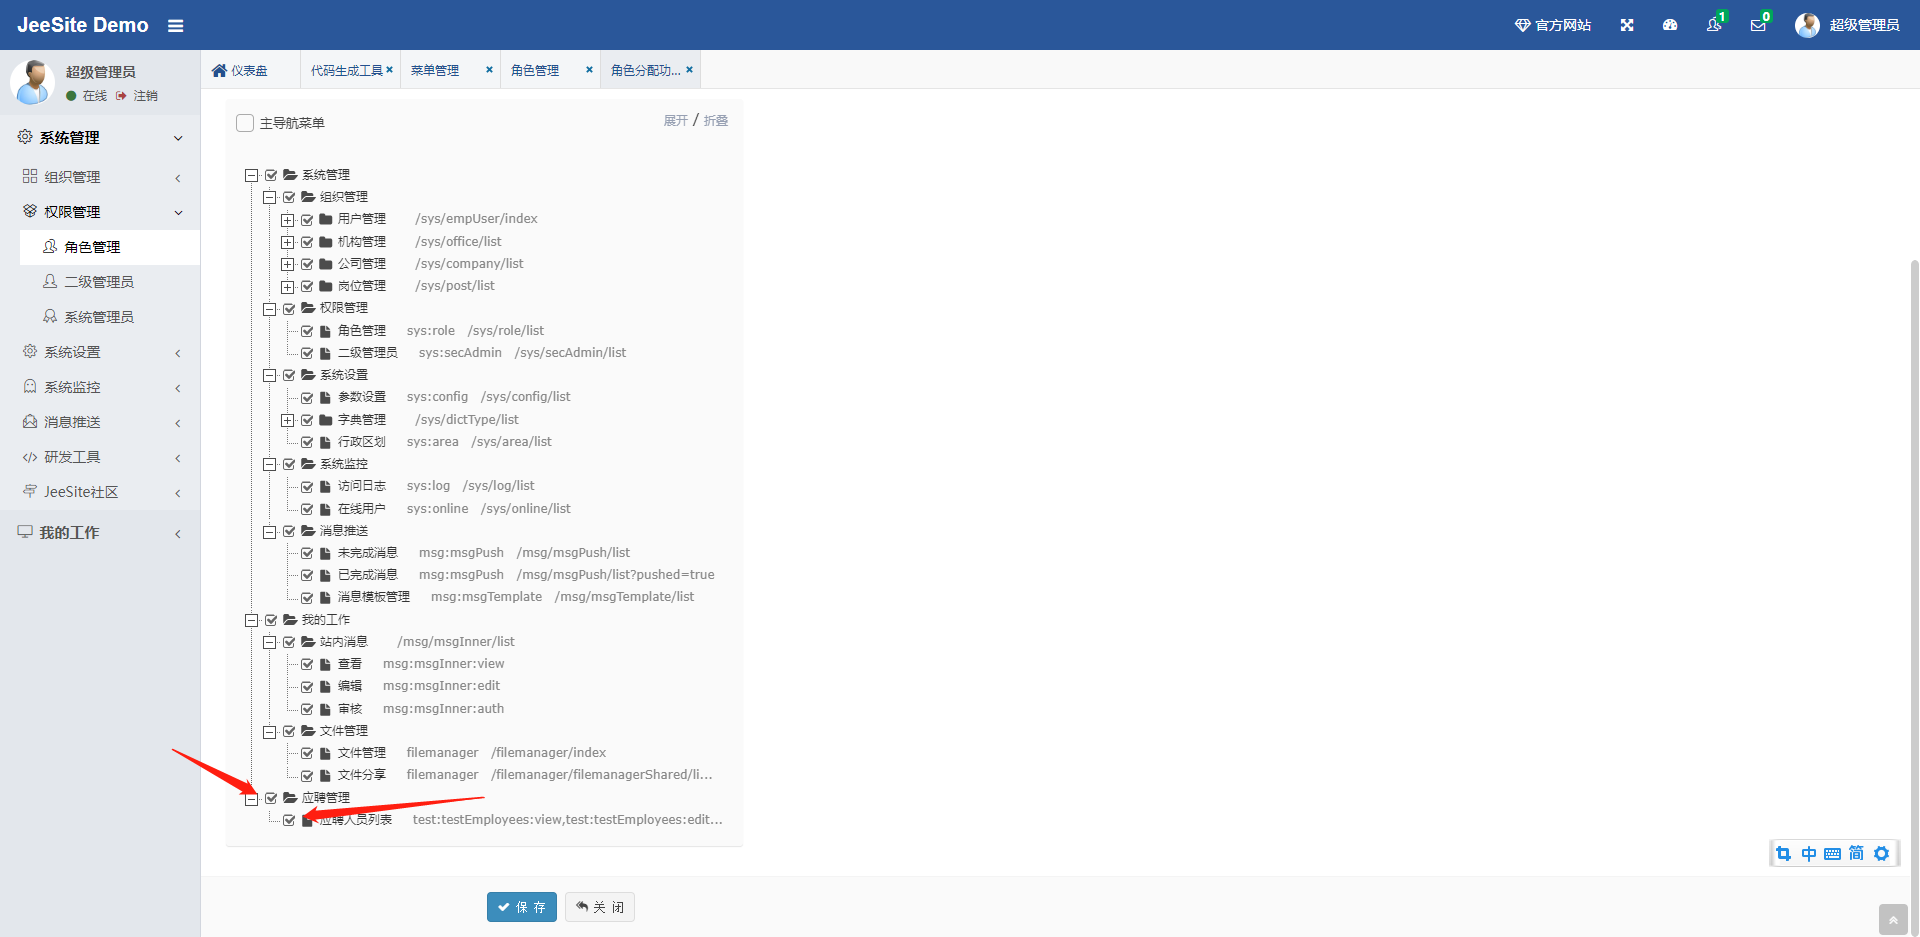 JeeSite Demo
官方网站
1
0
超级管理员
超级管理员
在线 注销
系统管理
组织管理
权限管理
角色管理
二级管理员
系统管理员
系统设置
系统监控
消息推送
研发工具
JeeSite社区
我的工作
仪表盘
代码生成工具
菜单管理
角色管理
角色分配功...
主导航菜单
展开 / 折叠
系统管理
组织管理
用户管理 /sys/empUser/index
机构管理 /sys/office/list
公司管理 /sys/company/list
岗位管理 /sys/post/list
权限管理
角色管理 sys:role /sys/role/list
二级管理员 sys:secAdmin /sys/secAdmin/list
系统设置
参数设置 sys:config /sys/config/list
字典管理 /sys/dictType/list
行政区划 sys:area /sys/area/list
系统监控
访问日志 sys:log /sys/log/list
在线用户 sys:online /sys/online/list
消息推送
未完成消息 msg:msgPush /msg/msgPush/list
已完成消息 msg:msgPush /msg/msgPush/list?pushed=true
消息模板管理 msg:msgTemplate /msg/msgTemplate/list
我的工作
站内消息 /msg/msgInner/list
查看 msg:msgInner:view
编辑 msg:msgInner:edit
审核 msg:msgInner:auth
文件管理
文件管理 filemanager /filemanager/index
文件分享 filemanager /filemanager/filemanagerShared/li...
应聘管理
应聘人员列表 test:testEmployees:view,test:testEmployees:edit...
中 简
保 存
关 闭